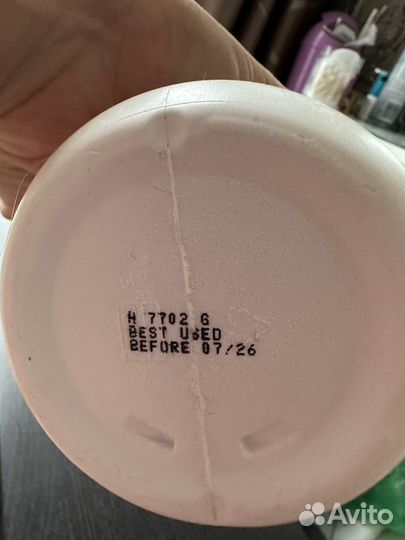 H 7702 G
BEST USED
BEFORE 07/26
Avito